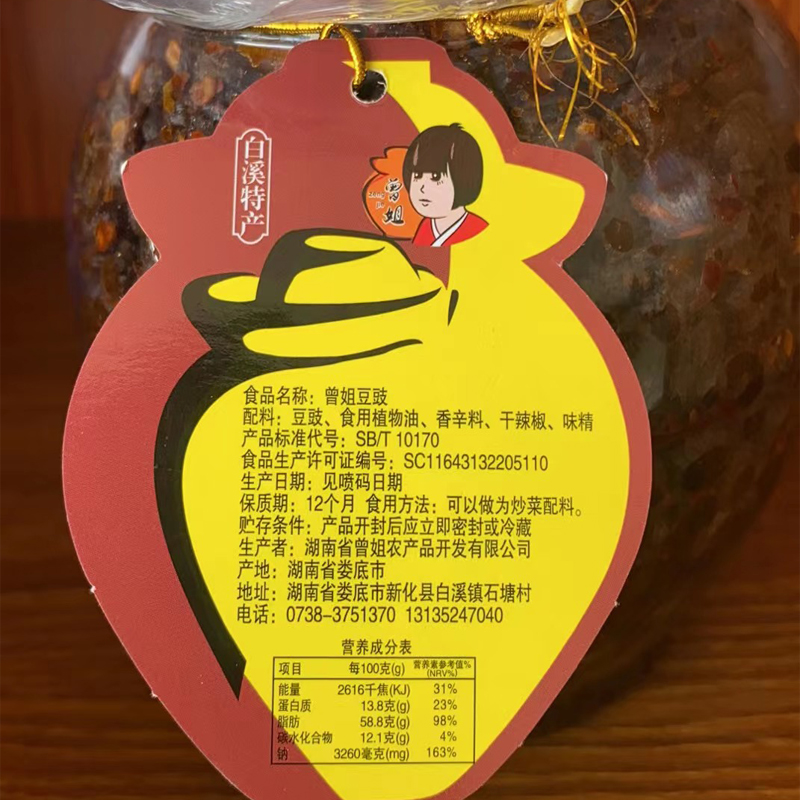 白溪特产
曾姐
食品名称：曾姐豆豉
配料：豆豉、食用植物油、香辛料、干辣椒、味精
产品标准代号：SB/T 10170
食品生产许可证编号：SC11643132205110
生产日期：见喷码日期
保质期：12个月 食用方法：可以做为炒菜配料。
贮存条件：产品开封后应立即密封或冷藏
生产者：湖南省曾姐农产品开发有限公司
产地：湖南省娄底市
地址：湖南省娄底市新化县白溪镇石塘村
电话：0738-3751370 13135247040
营养成分表
项目 每100克(g) 营养素参考值%(NRV%)
能量 2616千焦(KJ) 31%
蛋白质 13.8克(g) 23%
脂肪 58.8克(g) 98%
碳水化合物 12.1克(g) 4%
钠 3260毫克(mg) 163%